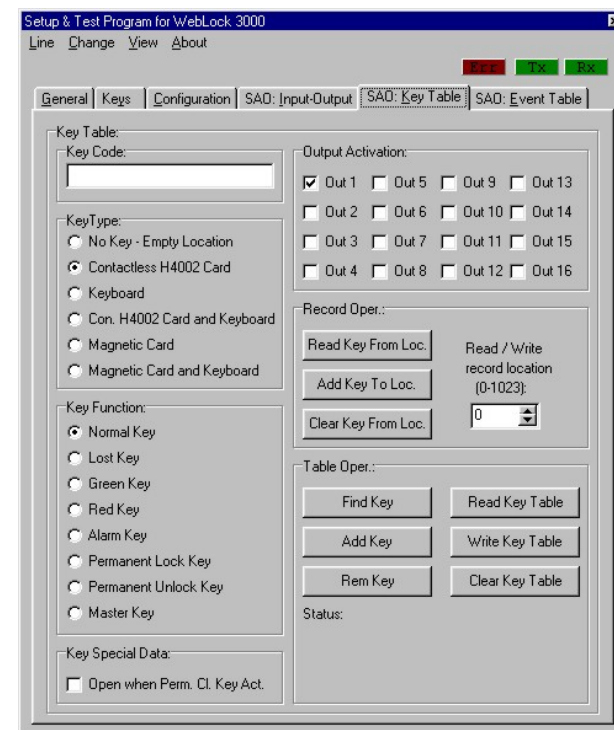 Setup & Test Program for WebLock 3000
Line Change View About
Err Tx Rx
General Keys Configuration SAO: Input-Output SAO: Key Table SAO: Event Table
Key Table:
Key Code:
KeyType:
No Key - Empty Location
Contactless H4002 Card
Keyboard
Con. H4002 Card and Keyboard
Magnetic Card
Magnetic Card and Keyboard
Key Function:
Normal Key
Lost Key
Green Key
Red Key
Alarm Key
Permanent Lock Key
Permanent Unlock Key
Master Key
Key Special Data:
Open when Perm. Cl. Key Act.
Output Activation:
Out 1 Out 5 Out 9 Out 13
Out 2 Out 6 Out 10 Out 14
Out 3 Out 7 Out 11 Out 15
Out 4 Out 8 Out 12 Out 16
Record Oper.:
Read Key From Loc.
Add Key To Loc.
Clear Key From Loc.
Read / Write
record location
(0-1023):
0
Table Oper.:
Find Key Read Key Table
Add Key Write Key Table
Rem Key Clear Key Table
Status: